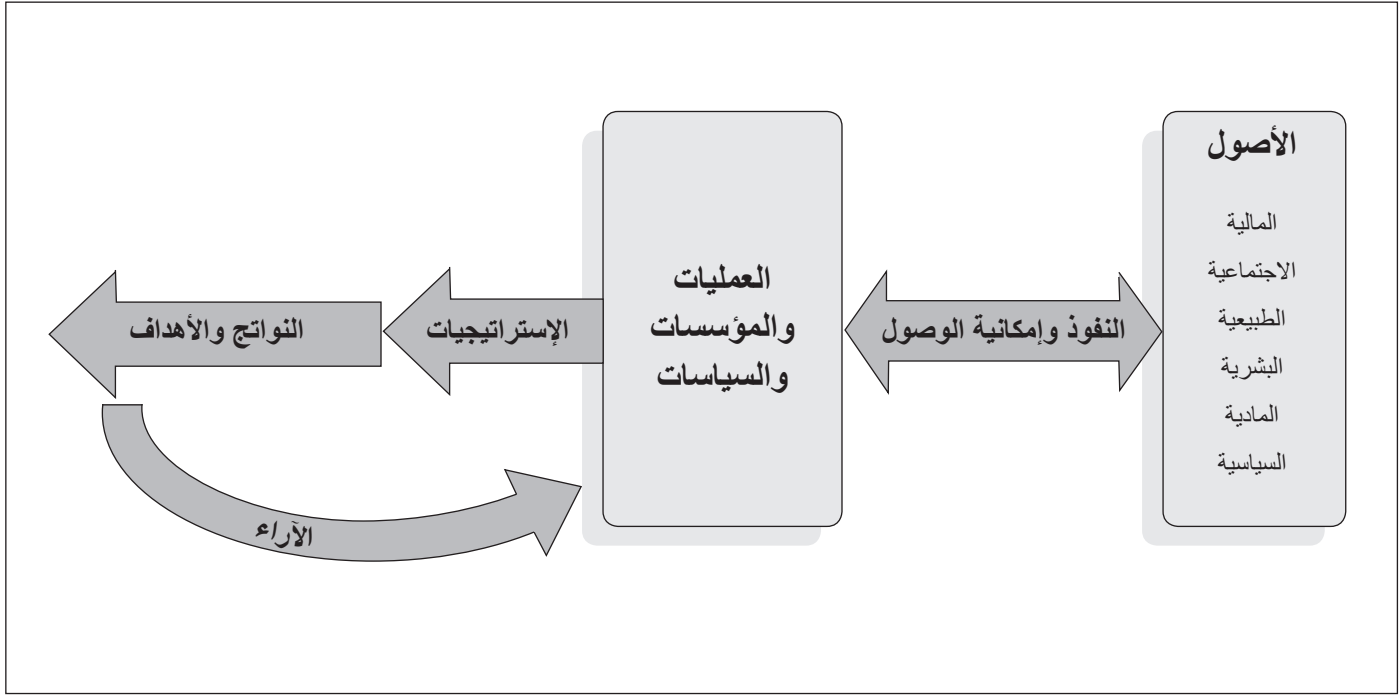 الأصول
المالية
الاجتماعية
الطبيعية
البشرية
المادية
السياسية
النفوذ وإمكانية الوصول
العمليات
والمؤسسات
والسياسات
الإستراتيجيات
النواتج والأهداف
الآراء